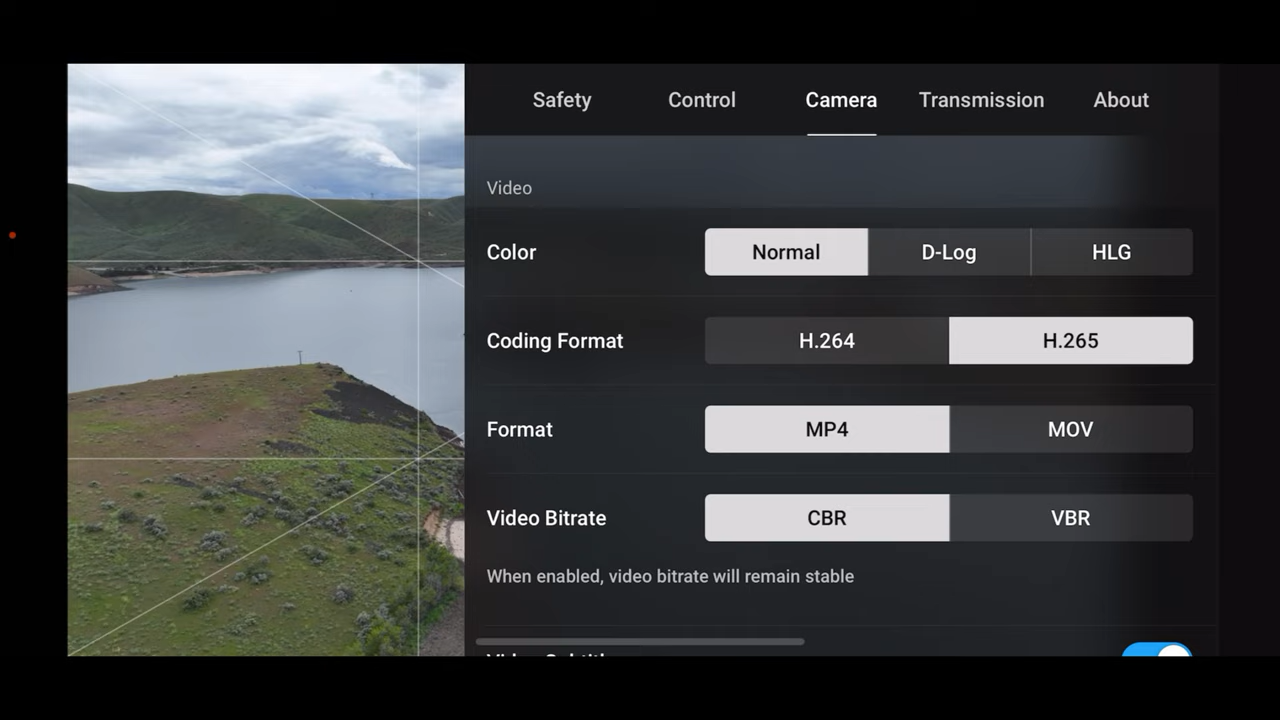 Safety Control Camera Transmission About
Video
Color Normal D-Log HLG
Coding Format H.264 H.265
Format MP4 MOV
Video Bitrate CBR VBR
When enabled, video bitrate will remain stable